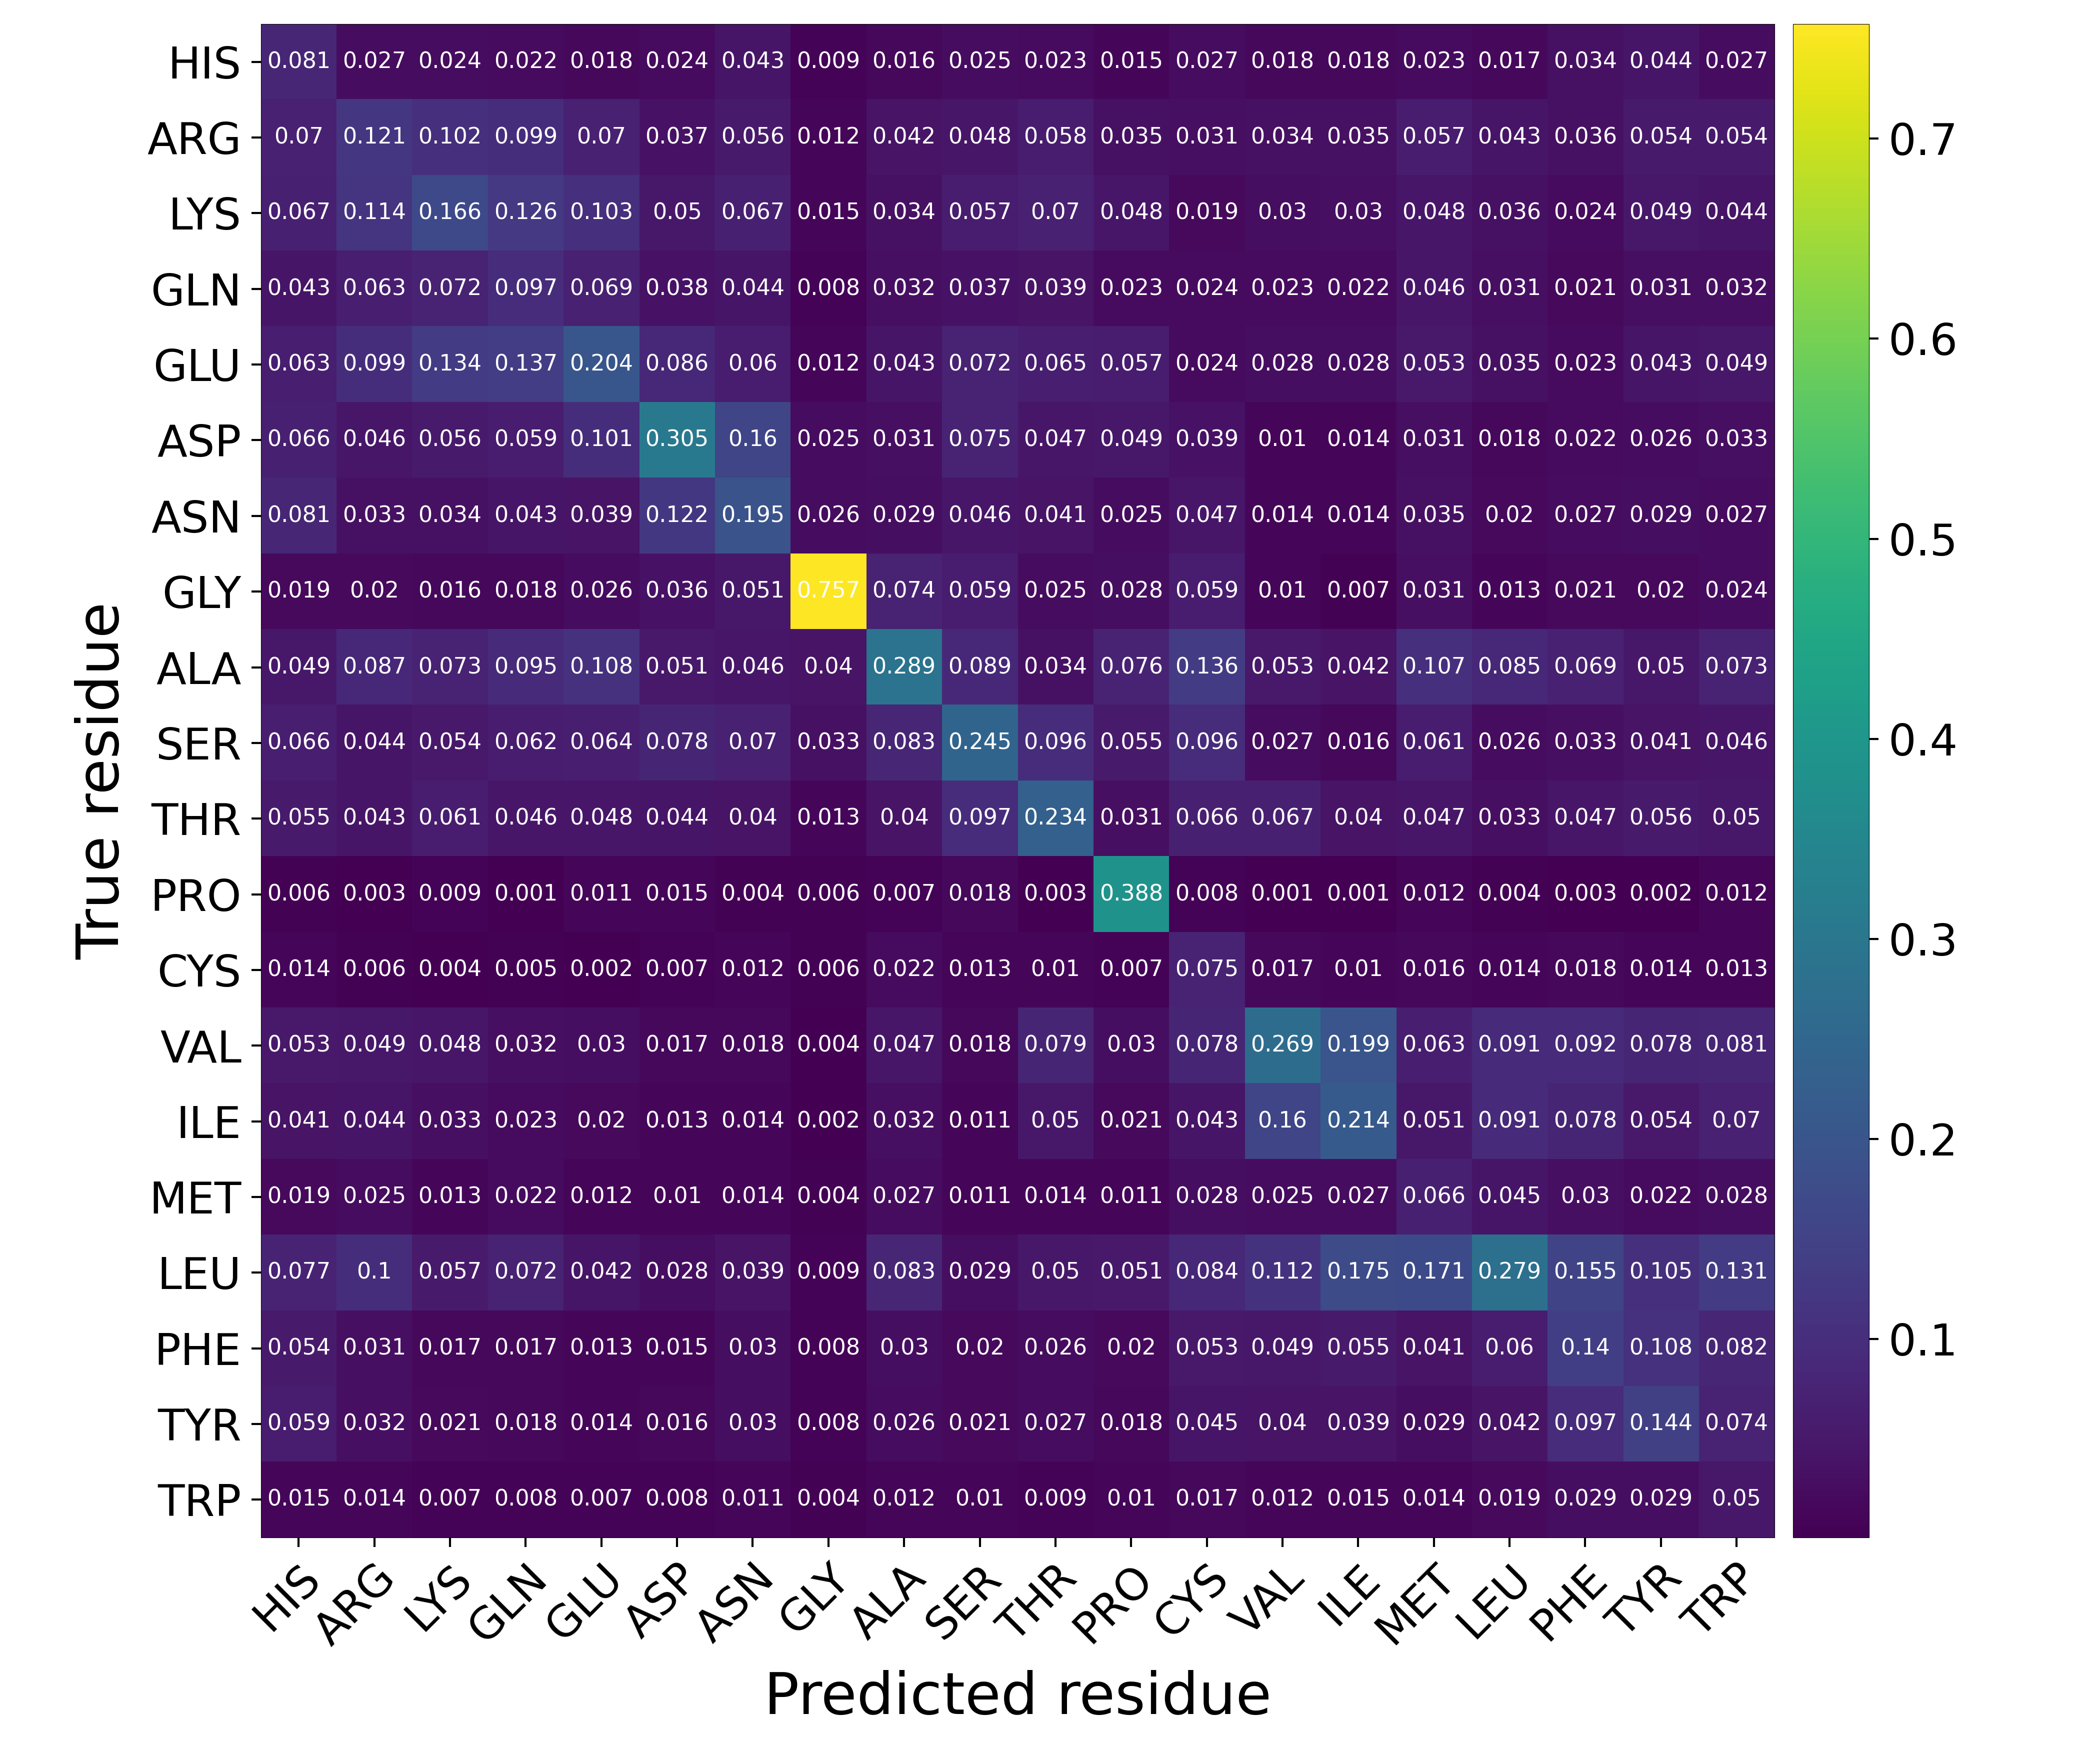 HIS 0.081 0.027 0.024 0.022 0.018 0.024 0.043 0.009 0.016 0.025 0.023 0.015 0.027 0.018 0.018 0.023 0.017 0.034 0.044 0.027
ARG 0.07 0.121 0.102 0.099 0.07 0.037 0.056 0.012 0.042 0.048 0.058 0.035 0.031 0.034 0.035 0.057 0.043 0.036 0.054 0.054
0.7
LYS 0.067 0.114 0.166 0.126 0.103 0.05 0.067 0.015 0.034 0.057 0.07 0.048 0.019 0.03 0.03 0.048 0.036 0.024 0.049 0.044
GLN 0.043 0.063 0.072 0.097 0.069 0.038 0.044 0.008 0.032 0.037 0.039 0.023 0.024 0.023 0.022 0.046 0.031 0.021 0.031 0.032
0.6
GLU 0.063 0.099 0.134 0.137 0.204 0.086 0.06 0.012 0.043 0.072 0.065 0.057 0.024 0.028 0.028 0.053 0.035 0.023 0.043 0.049
ASP 0.066 0.046 0.056 0.059 0.101 0.305 0.16 0.025 0.031 0.075 0.047 0.049 0.039 0.01 0.014 0.031 0.018 0.022 0.026 0.033
ASN 0.081 0.033 0.034 0.043 0.039 0.122 0.195 0.026 0.029 0.046 0.041 0.025 0.047 0.014 0.014 0.035 0.02 0.027 0.029 0.027
0.5
GLY 0.019 0.02 0.016 0.018 0.026 0.036 0.051 0.757 0.074 0.059 0.025 0.028 0.059 0.01 0.007 0.031 0.013 0.021 0.02 0.024
ALA 0.049 0.087 0.073 0.095 0.108 0.051 0.046 0.04 0.289 0.089 0.034 0.076 0.136 0.053 0.042 0.107 0.085 0.069 0.05 0.073
SER 0.066 0.044 0.054 0.062 0.064 0.078 0.07 0.033 0.083 0.245 0.096 0.055 0.096 0.027 0.016 0.061 0.026 0.033 0.041 0.046
0.4
True residue
THR 0.055 0.043 0.061 0.046 0.048 0.044 0.04 0.013 0.04 0.097 0.234 0.031 0.066 0.067 0.04 0.047 0.033 0.047 0.056 0.05
PRO 0.006 0.003 0.009 0.001 0.011 0.015 0.004 0.006 0.007 0.018 0.003 0.388 0.008 0.001 0.001 0.012 0.004 0.003 0.002 0.012
0.3
CYS 0.014 0.006 0.004 0.005 0.002 0.007 0.012 0.006 0.022 0.013 0.01 0.007 0.075 0.017 0.01 0.016 0.014 0.018 0.014 0.013
VAL 0.053 0.049 0.048 0.032 0.03 0.017 0.018 0.004 0.047 0.018 0.079 0.03 0.078 0.269 0.199 0.063 0.091 0.092 0.078 0.081
ILE 0.041 0.044 0.033 0.023 0.02 0.013 0.014 0.002 0.032 0.011 0.05 0.021 0.043 0.16 0.214 0.051 0.091 0.078 0.054 0.07
0.2
MET 0.019 0.025 0.013 0.022 0.012 0.01 0.014 0.004 0.027 0.011 0.014 0.011 0.028 0.025 0.027 0.066 0.045 0.03 0.022 0.028
LEU 0.077 0.1 0.057 0.072 0.042 0.028 0.039 0.009 0.083 0.029 0.05 0.051 0.084 0.112 0.175 0.171 0.279 0.155 0.105 0.131
PHE 0.054 0.031 0.017 0.017 0.013 0.015 0.03 0.008 0.03 0.02 0.026 0.02 0.053 0.049 0.055 0.041 0.06 0.14 0.108 0.082
0.1
TYR 0.059 0.032 0.021 0.018 0.014 0.016 0.03 0.008 0.026 0.021 0.027 0.018 0.045 0.04 0.039 0.029 0.042 0.097 0.144 0.074
TRP 0.015 0.014 0.007 0.008 0.007 0.008 0.011 0.004 0.012 0.01 0.009 0.01 0.017 0.012 0.015 0.014 0.019 0.029 0.029 0.05
HIS ARG LYS GLN GLU ASP ASN GLY ALA SER THR PRO CYS VAL ILE MET LEU PHE TYR TRP
Predicted residue